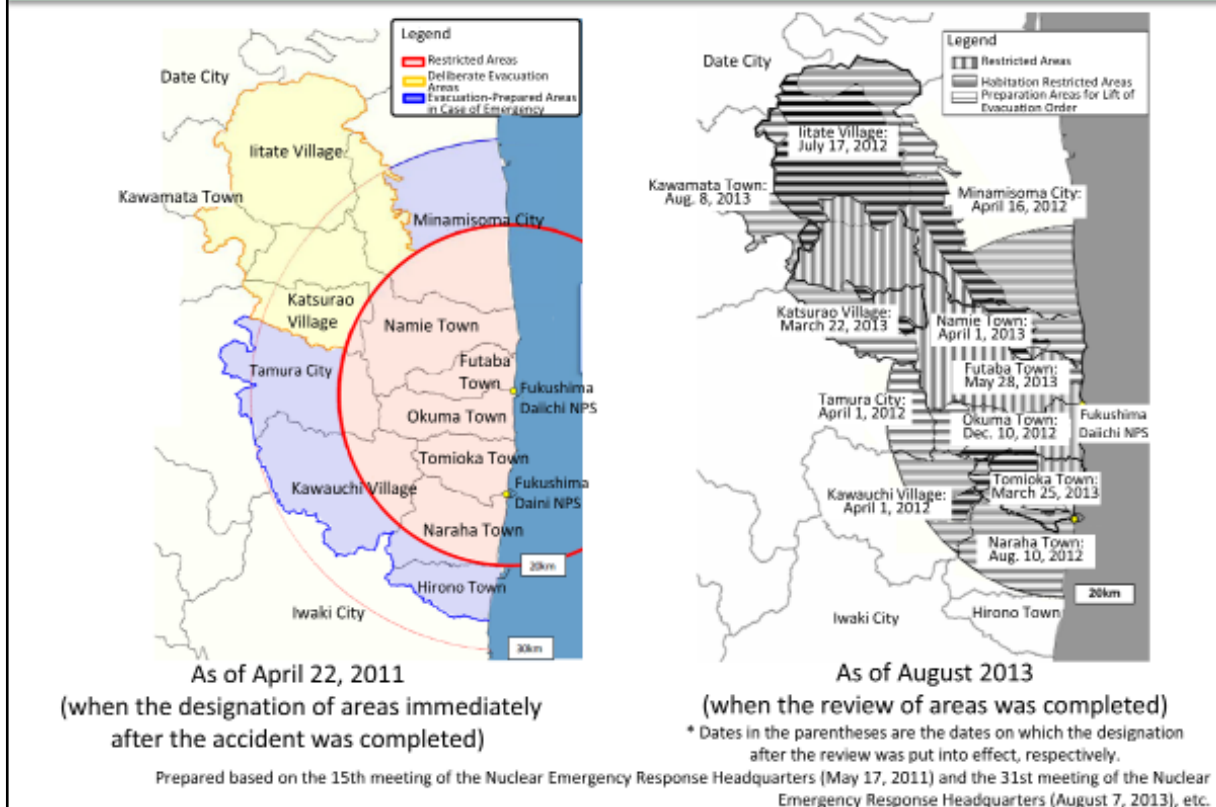 Legend
Restricted Areas
Deliberate Evacuation
Areas
Evacuation-Prepared Areas
in Case of Emergency
Date City
Iitate Village
Kawamata Town
Minamisoma City
Katsurao
Village
Namie Town
Futaba
Town
Tamura City
Fukushima
Daiichi NPS
Okuma Town
Tomioka Town
Kawauchi Village
Fukushima
Daini NPS
Naraha Town
20km
Hirono Town
Iwaki City
30km
As of April 22, 2011
(when the designation of areas immediately
after the accident was completed)
Legend
Restricted Areas
Habitation Restricted Areas
Preparation Areas for Lift of
Evacuation Order
Date City
Iitate Village:
July 17, 2012
Kawamata Town:
Aug. 8, 2013
Minamisoma City:
April 16, 2012
Katsurao Village:
March 22, 2013
Namie Town:
April 1, 2013
Futaba Town:
May 28, 2013
Tamura City:
April 1, 2012
Okuma Town:
Dec. 10, 2012
Fukushima
Daiichi NPS
Tomioka Town:
March 25, 2013
Kawauchi Village:
April 1, 2012
Naraha Town:
Aug. 10, 2012
20km
Iwaki City
Hirono Town
As of August 2013
(when the review of areas was completed)
* Dates in the parentheses are the dates on which the designation
after the review was put into effect, respectively.
Prepared based on the 15th meeting of the Nuclear Emergency Response Headquarters (May 17, 2011) and the 31st meeting of the Nuclear
Emergency Response Headquarters (August 7, 2013), etc.